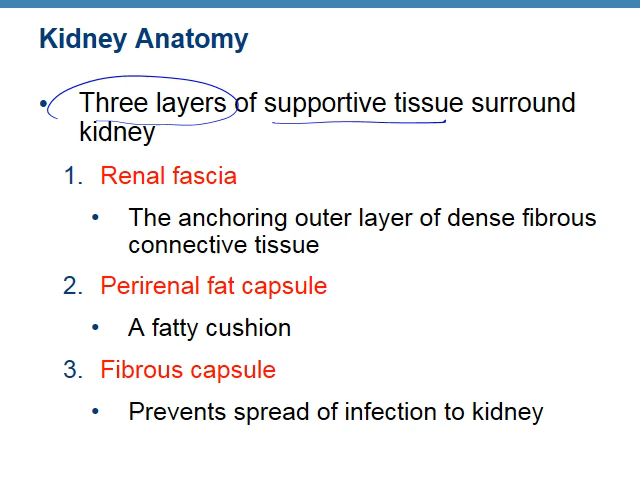 Kidney Anatomy
• Three layers of supportive tissue surround
kidney
1. Renal fascia
• The anchoring outer layer of dense fibrous
connective tissue
2. Perirenal fat capsule
• A fatty cushion
3. Fibrous capsule
• Prevents spread of infection to kidney